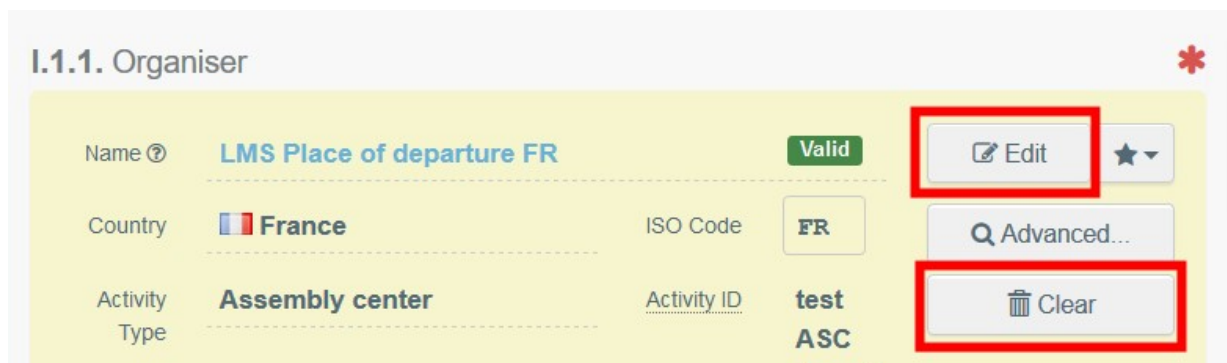 I.1.1. Organiser
Name LMS Place of departure FR Valid Edit
Country France ISO Code FR Advanced...
Activity Type Assembly center Activity ID test ASC Clear